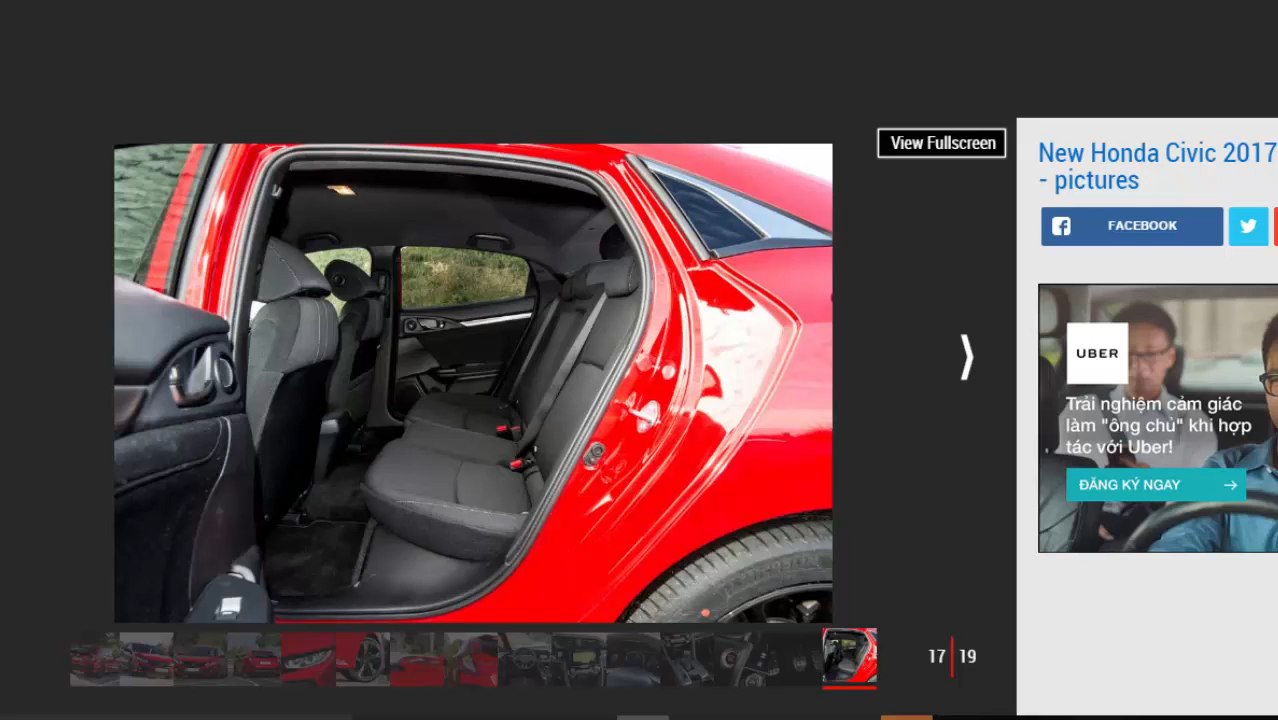 View Fullscreen
New Honda Civic 2017
- pictures
FACEBOOK
UBER
Trải nghiệm cảm giác
làm "ông chủ" khi hợp
tác với Uber!
ĐĂNG KÝ NGAY
17 19